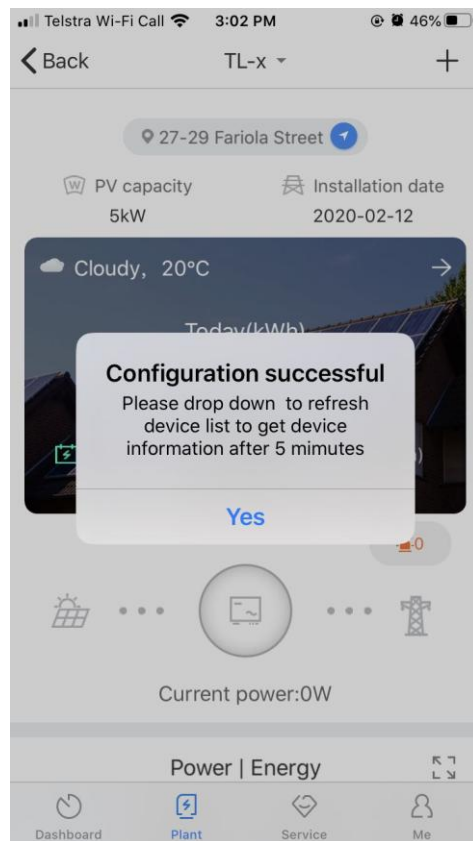 Telstra Wi-Fi Call 3:02 PM 46%
Back TL-x +
27-29 Fariola Street
PV capacity Installation date
5kW 2020-02-12
Cloudy, 20°C
Today(kWh)
Configuration successful
Please drop down to refresh
device list to get device
information after 5 mimutes
)
Yes
0
Current power:0W
Power | Energy
Dashboard Plant Service Me